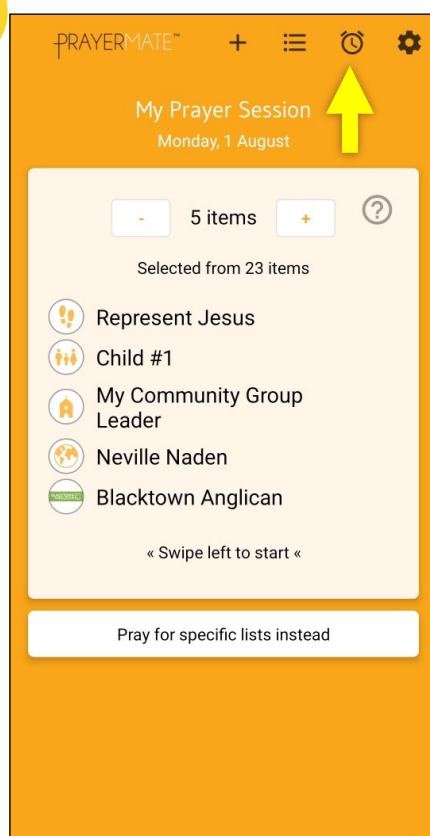 PRAYERMATE™ +
My Prayer Session
Monday, 1 August
- 5 items + ?
Selected from 23 items
Represent Jesus
Child #1
My Community Group
Leader
Neville Naden
Blacktown Anglican
« Swipe left to start «
Pray for specific lists instead